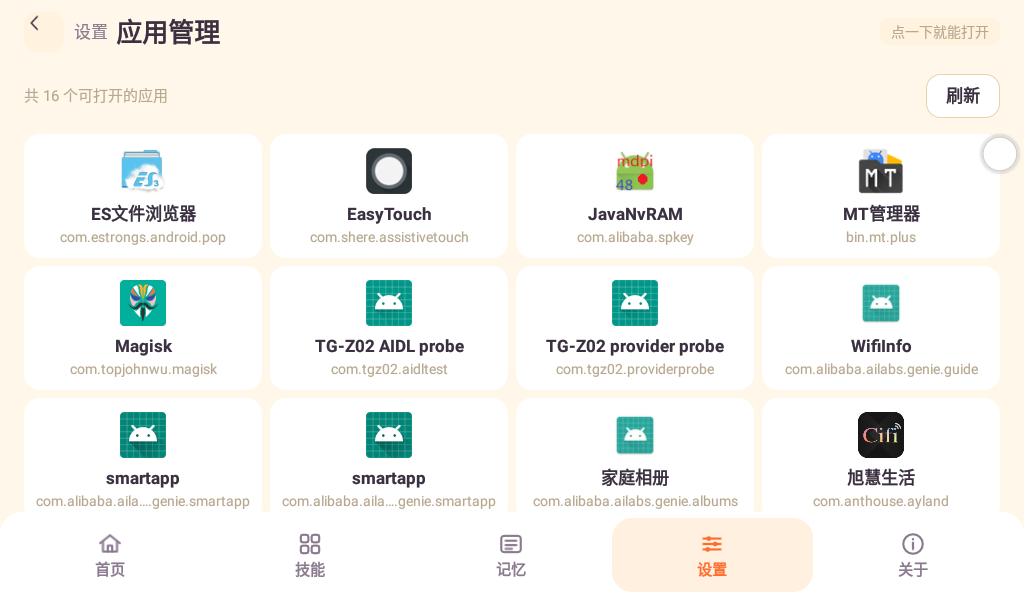 设置 应用管理
点一下就能打开
共 16 个可打开的应用
刷新
ES3
mdpi
48
MT
ES文件浏览器
EasyTouch
JavaNvRAM
MT管理器
com.estrongs.android.pop
com.shere.assistivetouch
com.alibaba.spkey
bin.mt.plus
Magisk
TG-Z02 AIDL probe
TG-Z02 provider probe
WifiInfo
com.topjohnwu.magisk
com.tgz02.aidltest
com.tgz02.providerprobe
com.alibaba.ailabs.genie.guide
Cifi
smartapp
smartapp
家庭相册
旭慧生活
com.alibaba.aila....genie.smartapp
com.alibaba.aila....genie.smartapp
com.alibaba.ailabs.genie.albums
com.anthouse.ayland
首页
技能
记忆
设置
关于